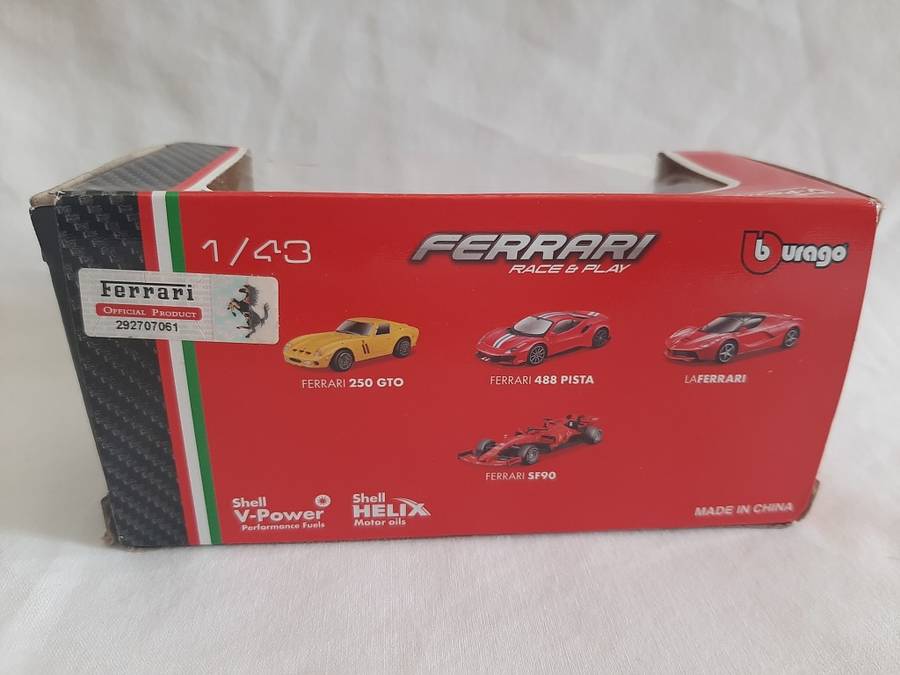 1/43
FERRARI
RACE & PLAY
burago
Ferrari
OFFICIAL PRODUCT
292707061
FERRARI 250 GTO
FERRARI 488 PISTA
LAFERRARI
FERRARI SF90
Shell
V-Power
Performance Fuels
Shell
HELIX
Motor oils
MADE IN CHINA